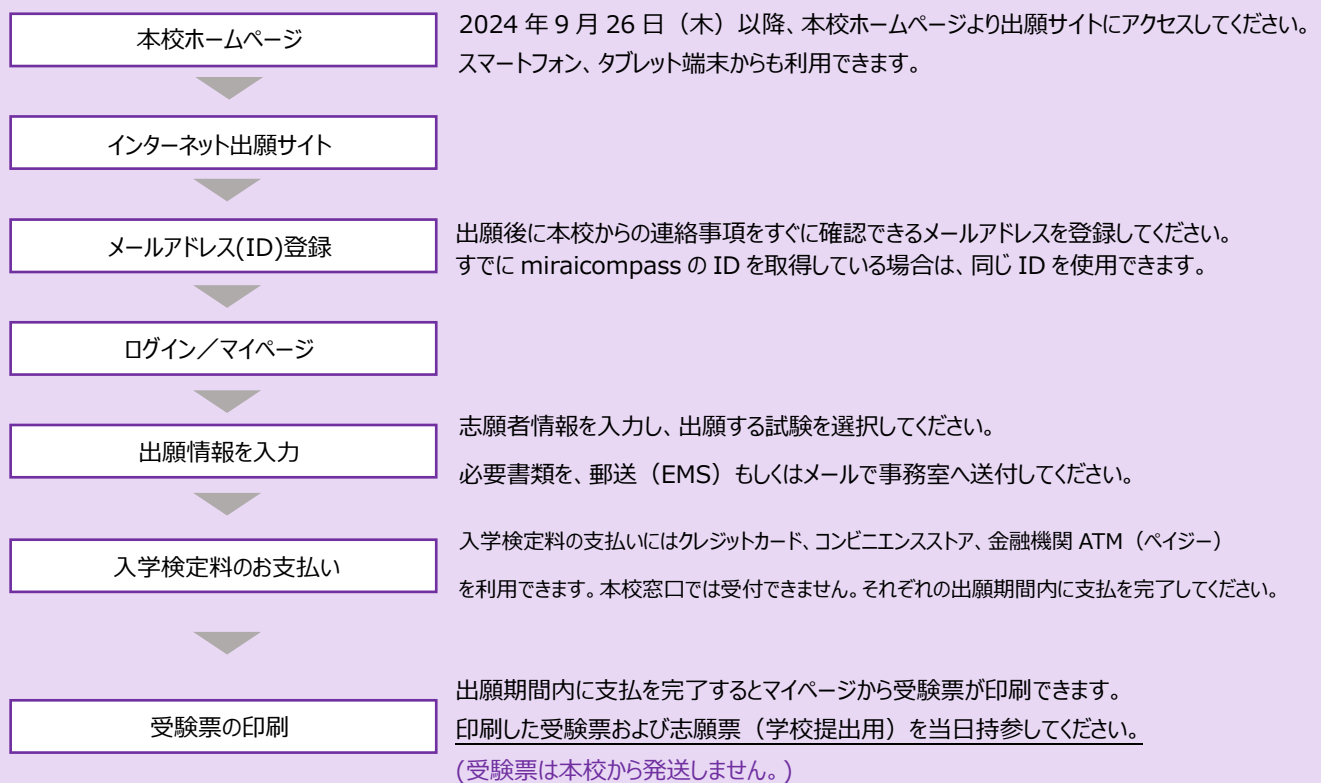 本校ホームページ
2024 年 9 月 26 日（木）以降、本校ホームページより出願サイトにアクセスしてください。
スマートフォン、タブレット端末からも利用できます。
インターネット出願サイト
メールアドレス(ID)登録
出願後に本校からの連絡事項をすぐに確認できるメールアドレスを登録してください。
すでに miraicompass の ID を取得している場合は、同じ ID を使用できます。
ログイン／マイページ
出願情報を入力
志願者情報を入力し、出願する試験を選択してください。
必要書類を、郵送（EMS）もしくはメールで事務室へ送付してください。
入学検定料のお支払い
入学検定料の支払いにはクレジットカード、コンビニエンスストア、金融機関 ATM（ペイジー）
を利用できます。本校窓口では受付できません。それぞれの出願期間内に支払を完了してください。
受験票の印刷
出願期間内に支払を完了するとマイページから受験票が印刷できます。
印刷した受験票および志願票（学校提出用）を当日持参してください。
(受験票は本校から発送しません。)